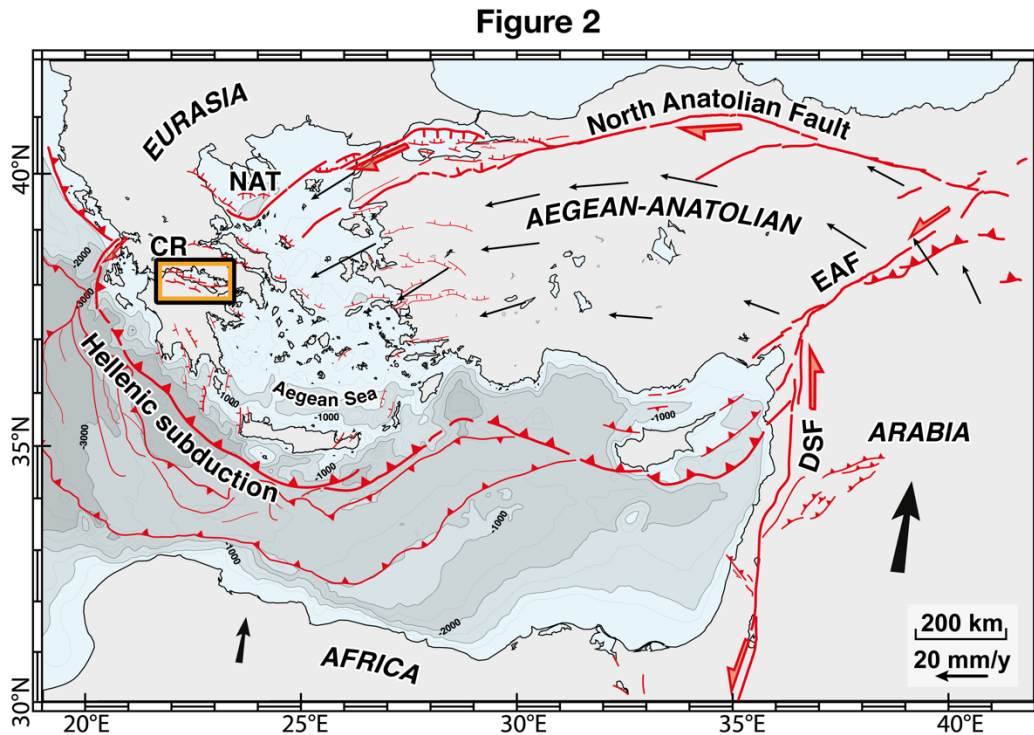 Figure 2
EURASIA
North Anatolian Fault
40°N
NAT
AEGEAN-ANATOLIAN
-2000
CR
EAF
-3000
Hellenic subduction
-1000
Aegean Sea
-1000
-1000
35°N
-3000
DSF
ARABIA
-1000
-1000
-1000
-2000
200 km
20 mm/y
AFRICA
30°N
20°E
25°E
30°E
35°E
40°E